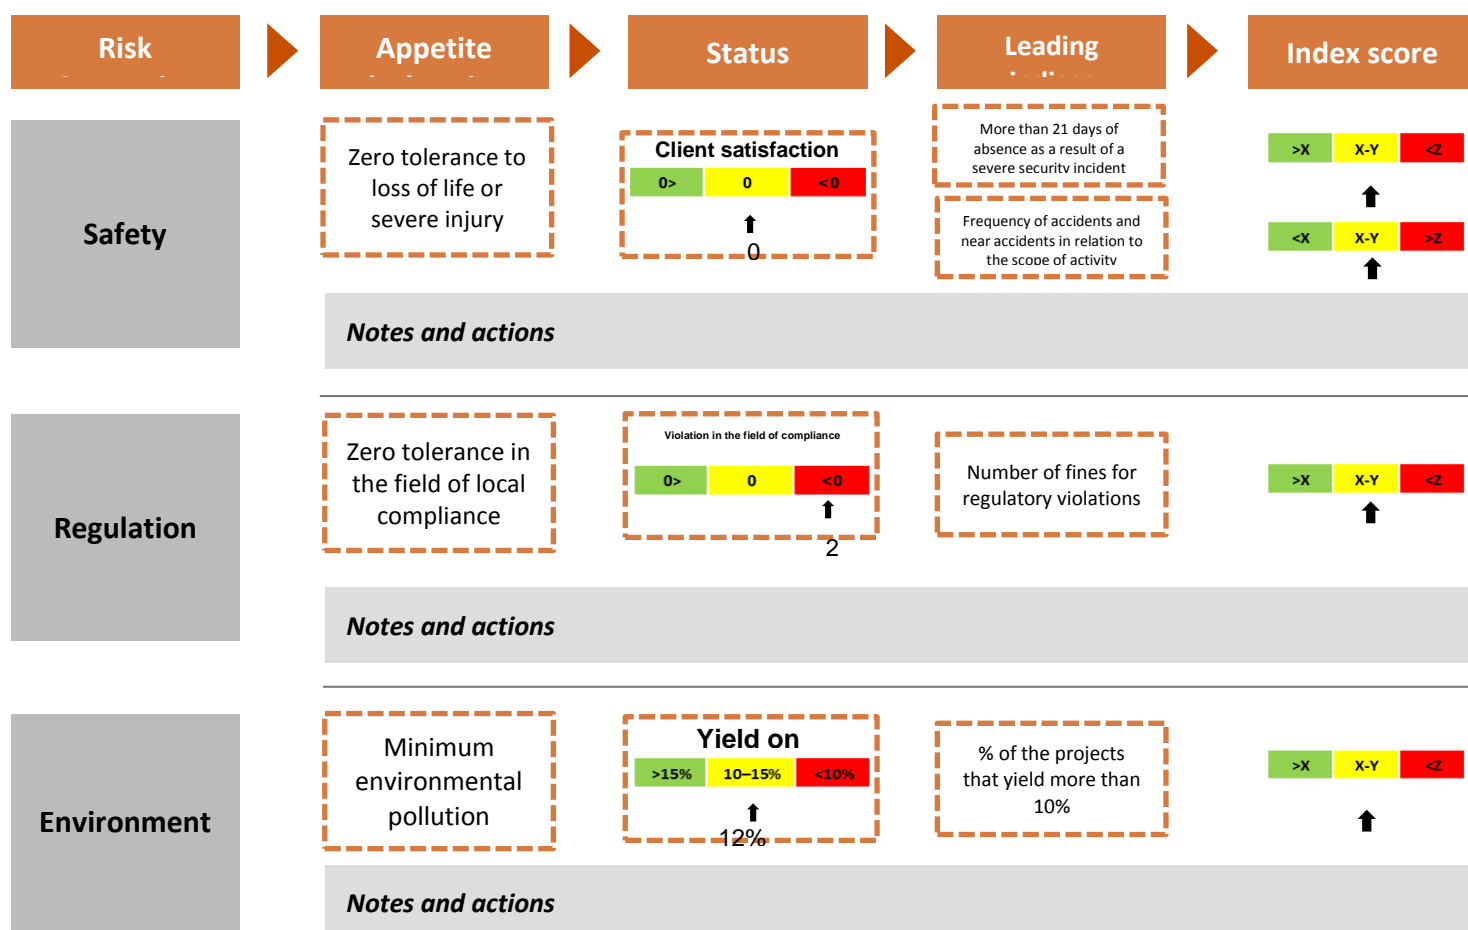 Risk
Appetite
Status
Leading
Index score
Safety
Zero tolerance to
loss of life or
severe injury
Client satisfaction
0> 0 <0
0
More than 21 days of
absence as a result of a
severe security incident
Frequency of accidents and
near accidents in relation to
the scope of activity
>X X-Y <Z
<X X-Y >Z
Notes and actions
Regulation
Zero tolerance in
the field of local
compliance
Violation in the field of compliance
0> 0 <0
2
Number of fines for
regulatory violations
>X X-Y <Z
Notes and actions
Environment
Minimum
environmental
pollution
Yield on
>15% 10–15% <10%
12%
% of the projects
that yield more than
10%
>X X-Y <Z
Notes and actions